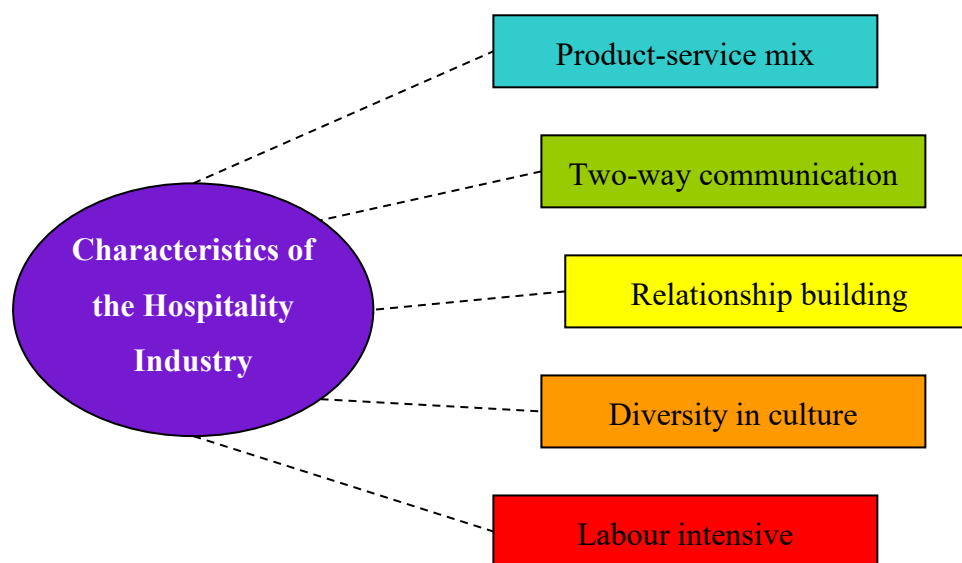 Product-service mix
Two-way communication
Characteristics of
the Hospitality
Industry
Relationship building
Diversity in culture
Labour intensive